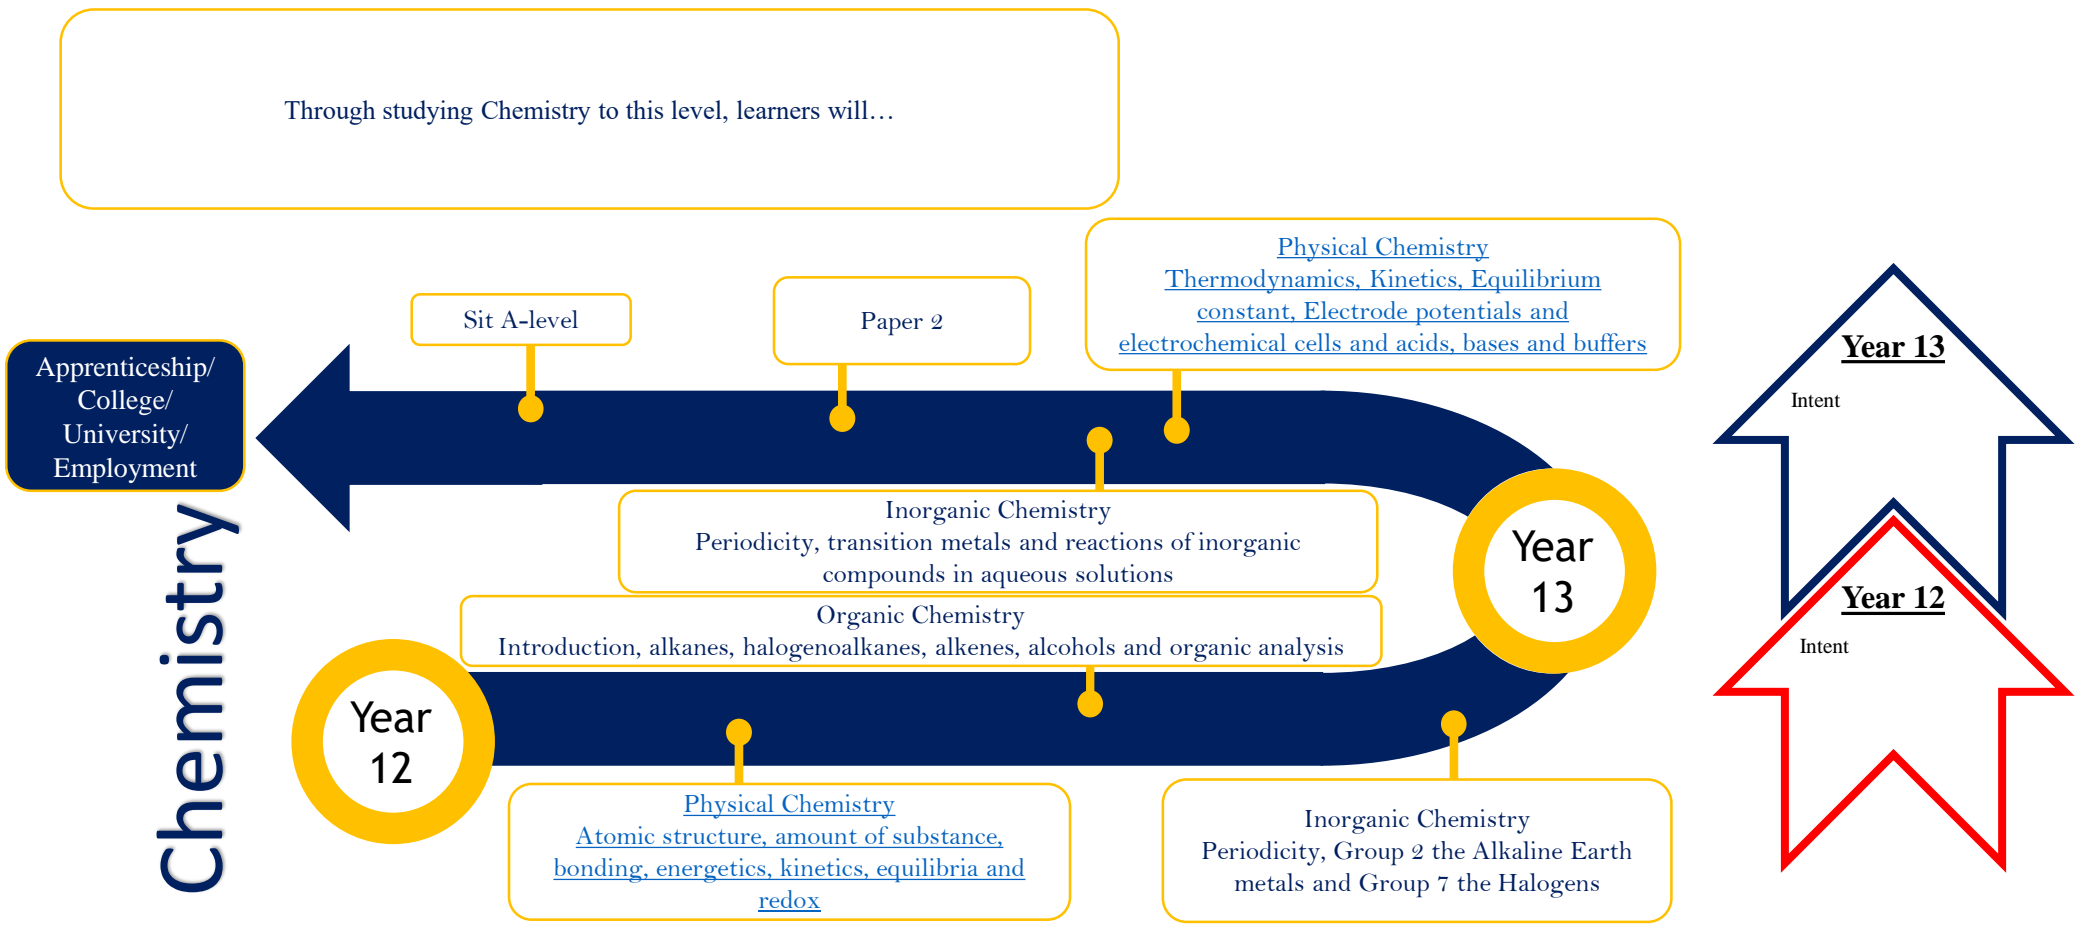 Through studying Chemistry to this level, learners will…
Physical Chemistry
Thermodynamics, Kinetics, Equilibrium
constant, Electrode potentials and
electrochemical cells and acids, bases and buffers
Sit A-level
Paper 2
Apprenticeship/
College/
University/
Employment
Year 13
Intent
Inorganic Chemistry
Periodicity, transition metals and reactions of inorganic
compounds in aqueous solutions
Year
13
Organic Chemistry
Introduction, alkanes, halogenoalkanes, alkenes, alcohols and organic analysis
Year 12
Intent
Chemistry
Year
12
Physical Chemistry
Atomic structure, amount of substance,
bonding, energetics, kinetics, equilibria and
redox
Inorganic Chemistry
Periodicity, Group 2 the Alkaline Earth
metals and Group 7 the Halogens